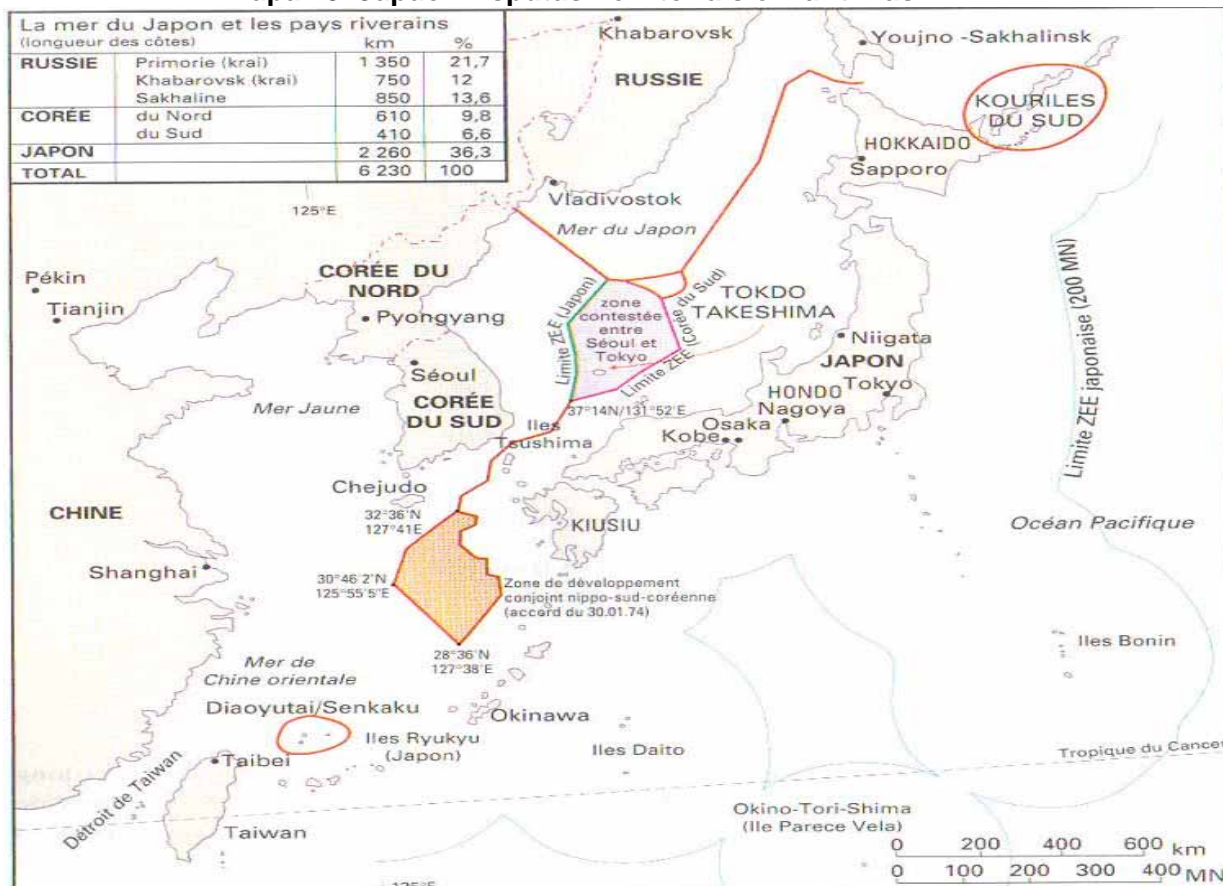 La mer du Japon et les pays riverains
(longueur des côtes) km %
RUSSIE Primorie (krai) 1 350 21,7
Khabarovsk (krai) 750 12
Sakhaline 850 13,6
CORÉE du Nord 610 9,8
du Sud 410 6,6
JAPON 2 260 36,3
TOTAL 6 230 100
Khabarovsk
RUSSIE
Youjno -Sakhalinsk
KOURILES
DU SUD
HOKKAIDO
Sapporo
125°E
Vladivostok
Mer du Japon
Pékin
Tianjin
CORÉE DU
NORD
Pyongyang
Limite ZEE (Japon)
zone
contestée
entre
Séoul et
Tokyo
Limite ZEE (Corée du Sud)
TOKDO
TAKESHIMA
Niigata
JAPON
HONDO
Tokyo
Nagoya
Osaka
Kobe
Limite ZEE japonaise (200 MN)
Séoul
CORÉE
DU SUD
Mer Jaune
37°14N/131°52'E
Iles
Tsushima
Chejudo
32°36'N
127°41E
KIUSIU
CHINE
Océan Pacifique
Shanghai
30°46'2'N
125°55'5'E
Zone de développement
conjoint nippo-sud-coréenne
(accord du 30.01.74)
28°36'N
127°38'E
Iles Bonin
Mer de
Chine orientale
Diaoyutai/Senkaku
Okinawa
Iles Ryukyu
(Japon)
Iles Daito
Taibei
Tropique du Cancer
Détroit de Taiwan
Taiwan
Okino-Tori-Shima
(Ile Parece Vela)
0 200 400 600 km
0 100 200 300 400 MN